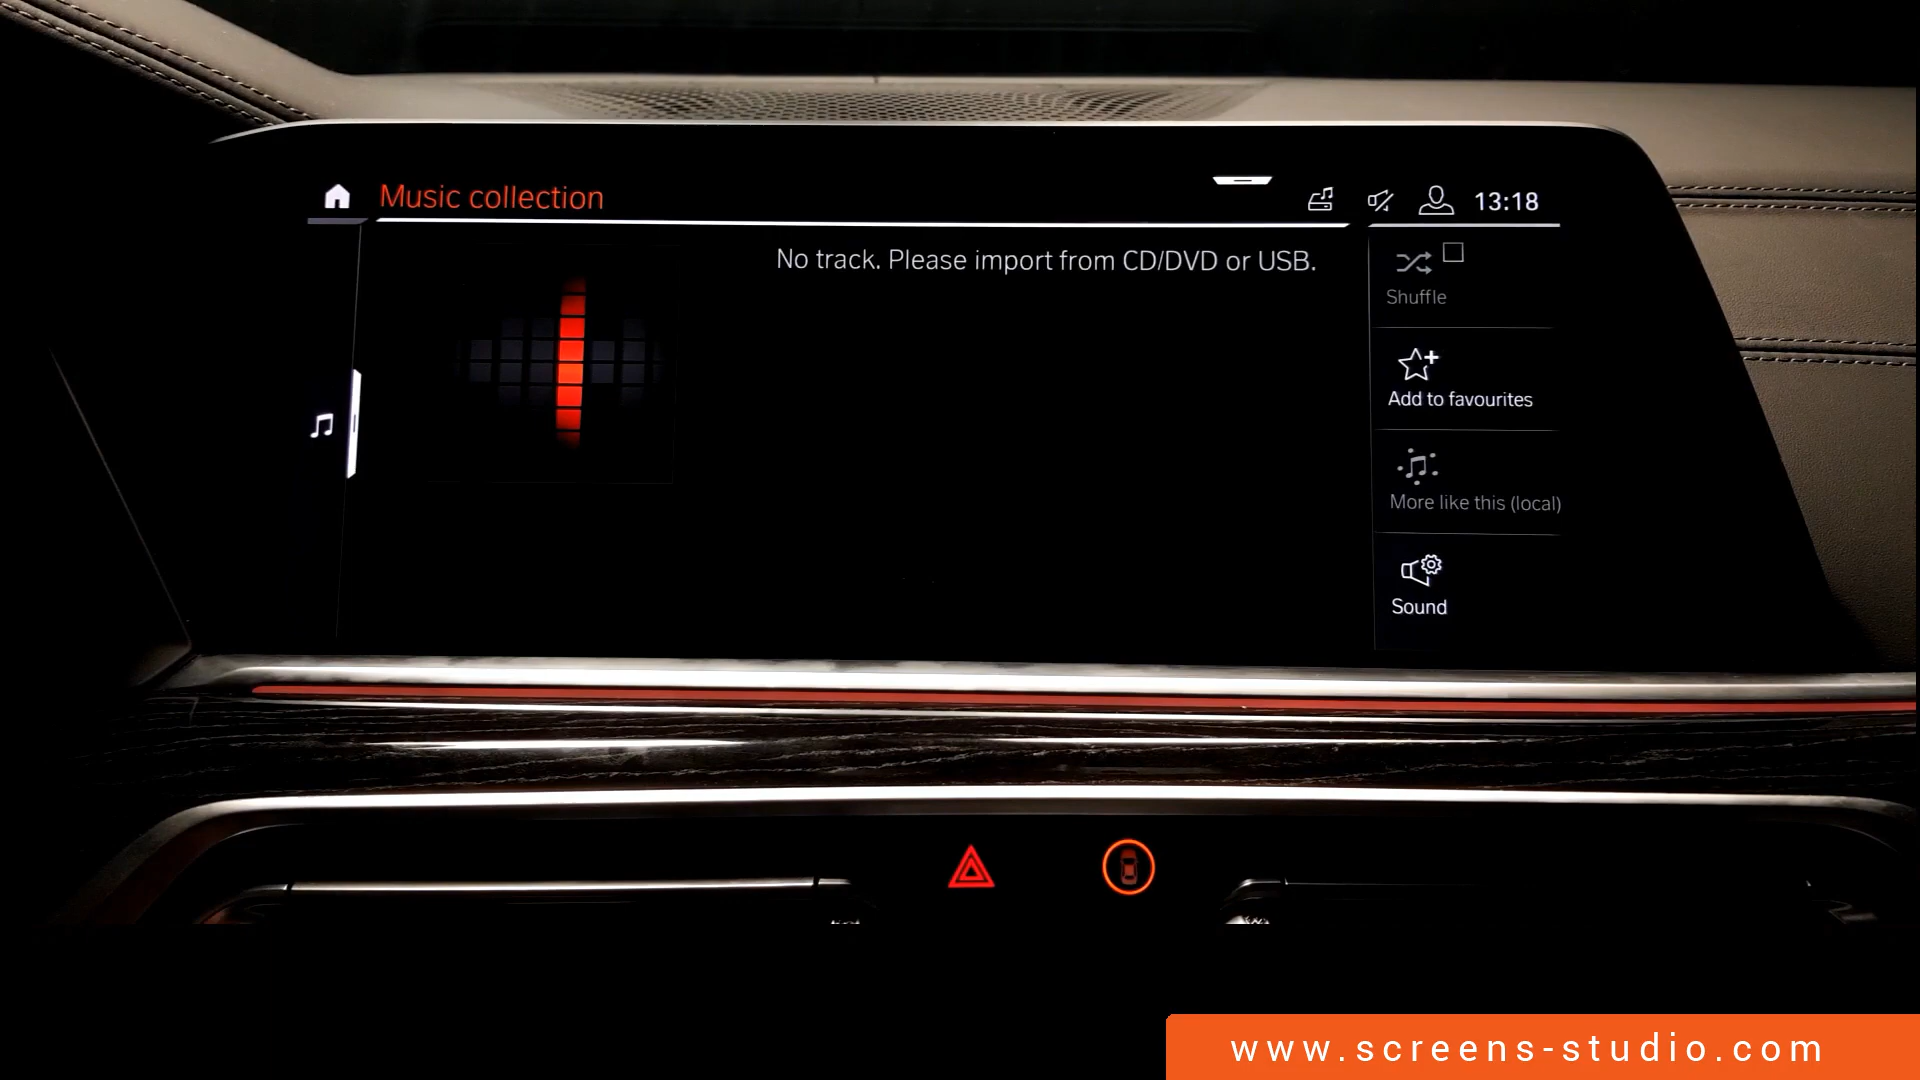 Music collection
13:18
No track. Please import from CD/DVD or USB.
Shuffle
Add to favourites
More like this (local)
Sound
www.screens-studio.com